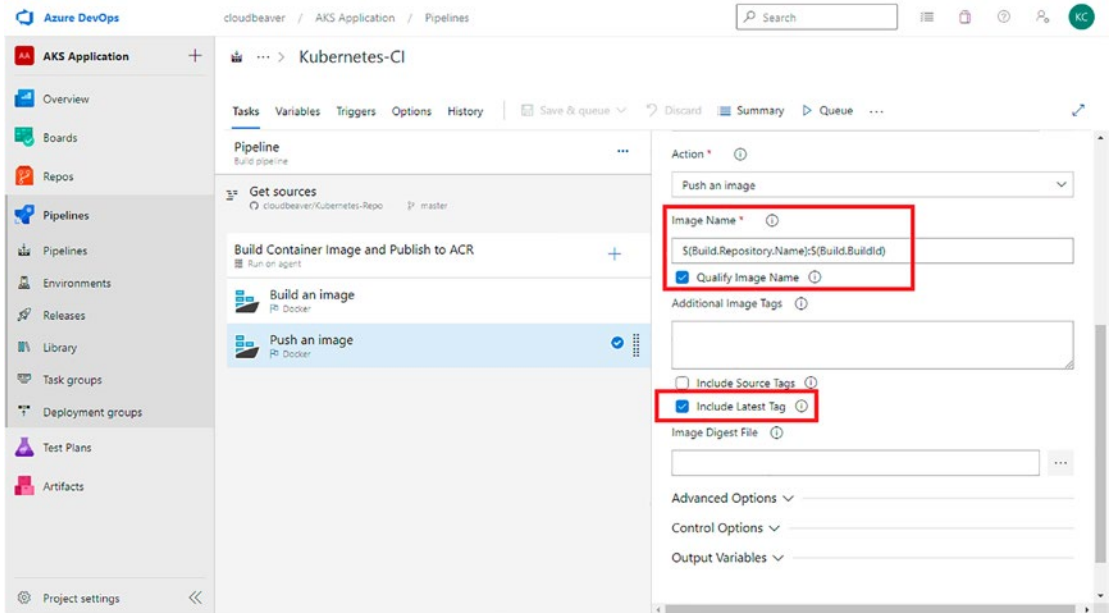 Azure DevOps
cloudbeaver / AKS Application / Pipelines
Search
KC
AA
AKS Application
Overview
Boards
Repos
Pipelines
Pipelines
Environments
Releases
Library
Task groups
Deployment groups
Test Plans
Artifacts
Project settings
... > Kubernetes-CI
Tasks Variables Triggers Options History Save & queue Discard Summary Queue ...
Pipeline
Build pipeline
Get sources
cloudbeaver/Kubernetes-Repo master
Build Container Image and Publish to ACR
Run on agent
Build an image
Docker
Push an image
Docker
Action *
Push an image
Image Name *
$(Build.Repository.Name):$(Build.BuildId)
Qualify Image Name
Additional Image Tags
Include Source Tags
Include Latest Tag
Image Digest File
Advanced Options
Control Options
Output Variables